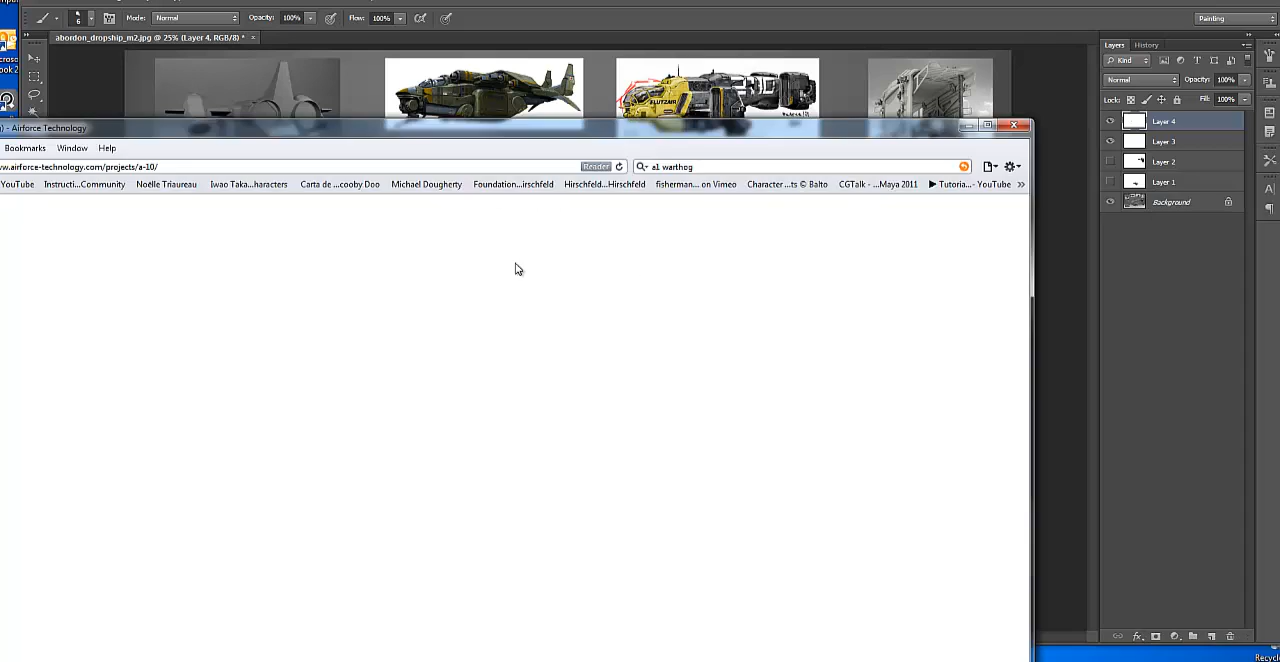 6 Mode: Normal Opacity: 100% Flow: 100% Painting
abordon_dropship_m2.jpg @ 25% (Layer 4, RGB/8) *
Layers History
Kind
Normal Opacity: 100%
Lock: Fill: 100%
Layer 4
Layer 3
Layer 2
Layer 1
Background
) - Airforce Technology
Bookmarks Window Help
ww.airforce-technology.com/projects/a-10/ Reader a1 warthog
YouTube Instructi...Community Noëlle Triaureau Iwao Taka...haracters Carta de ...cooby Doo Michael Dougherty Foundation...irschfeld Hirschfeld...Hirschfeld fisherman... on Vimeo Character ...ts © Balto CGTalk - ...Maya 2011 ▶ Tutoria...- YouTube »
Recycl